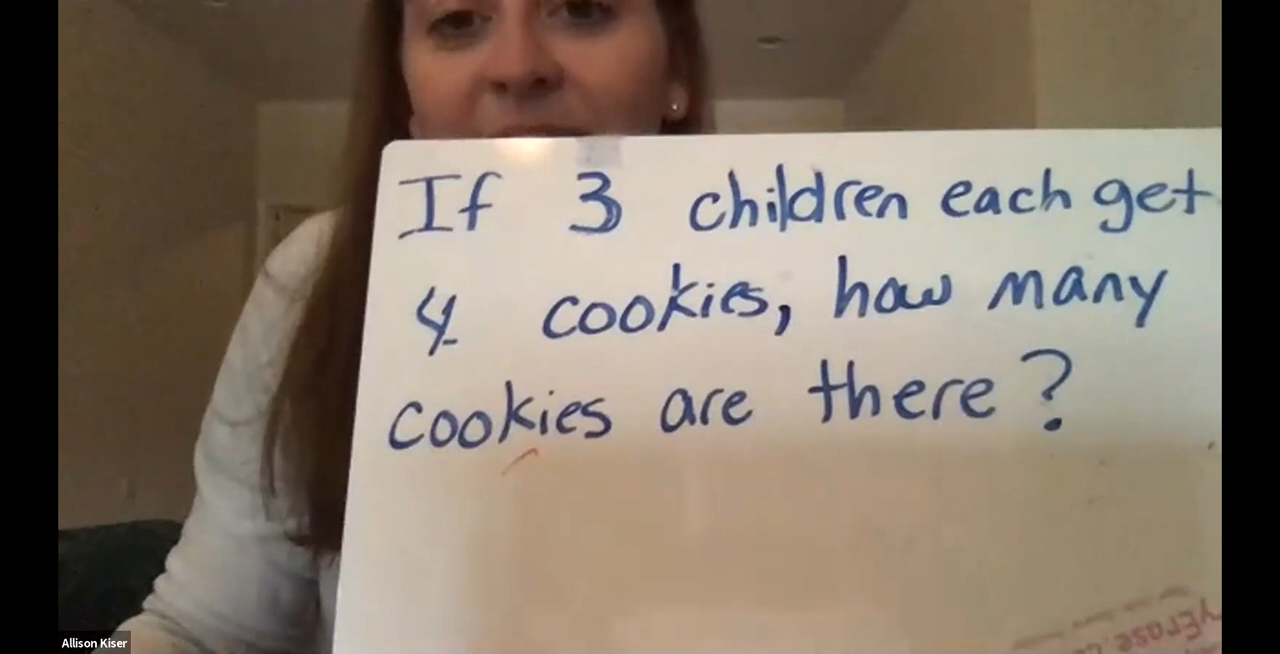 If 3 children each get
4 cookies, how many
cookies are there?
Allison Kiser